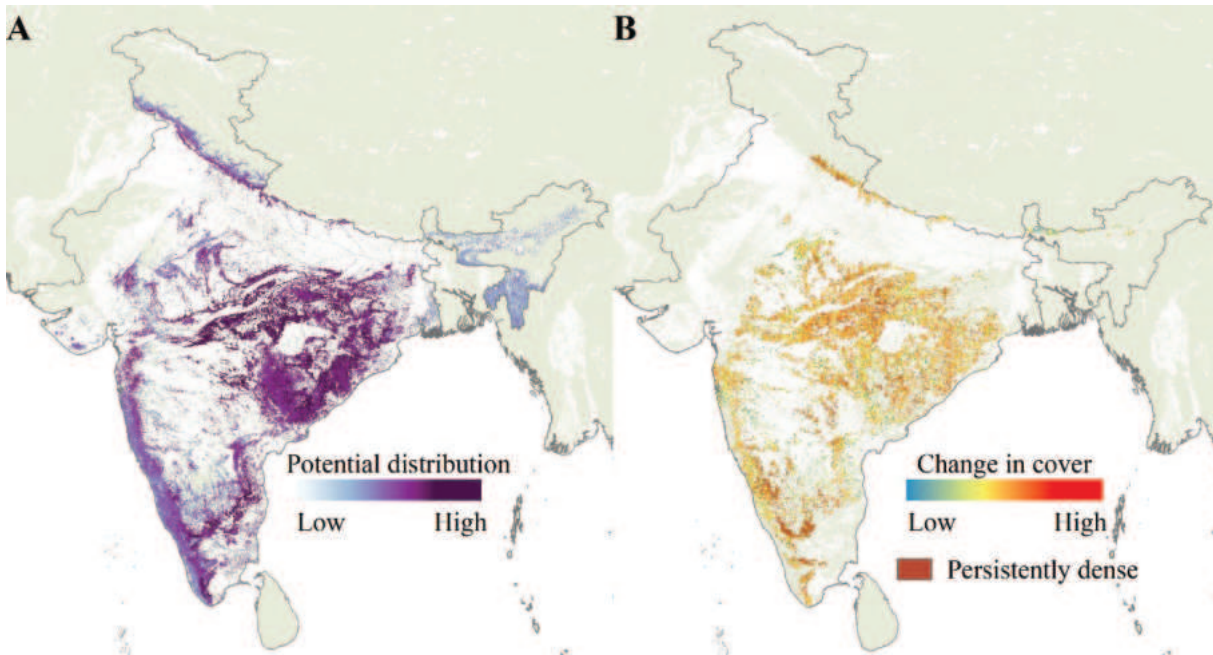 A
B
Potential distribution
Low High
Change in cover
Low High
Persistently dense